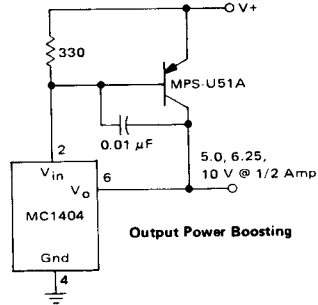 V+
330
MPS-U51A
0.01 μF
2
Vin
6
Vo
5.0, 6.25,
10 V @ 1/2 Amp
MC1404
Output Power Boosting
Gnd
4